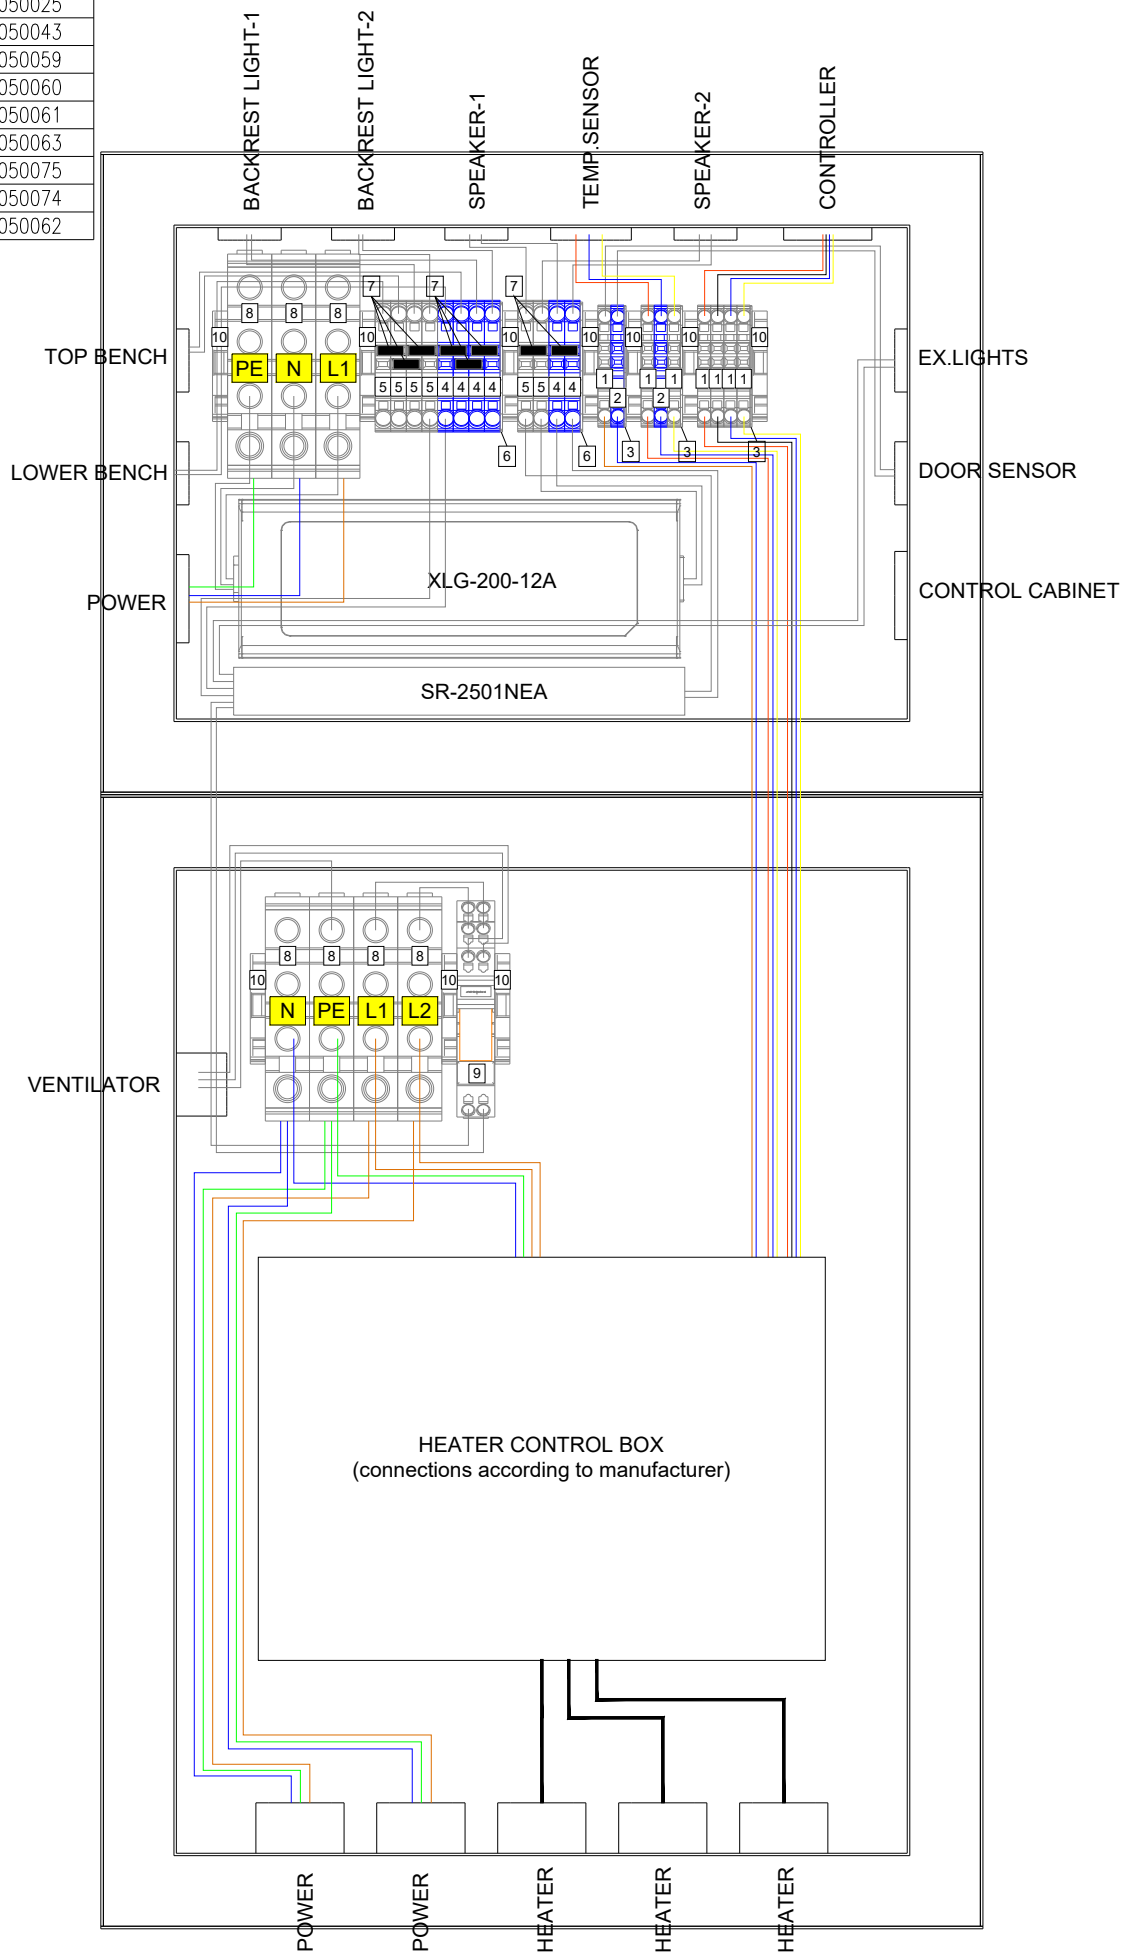 050025
050043
050059
050060
050061
050063
050075
050074
050062
BACKREST LIGHT-1
BACKREST LIGHT-2
SPEAKER-1
TEMP.SENSOR
SPEAKER-2
CONTROLLER
7 7 7
8 8 8
10 10 10 10 10 10 10
TOP BENCH
PE N L1
EX.LIGHTS
5 5 5 5 4 4 4 4 5 5 4 4 1 1 1 1 1 1 1
2 2
6 6 3 3 3
LOWER BENCH
DOOR SENSOR
XLG-200-12A
POWER
CONTROL CABINET
SR-2501NEA
8 8 8 8
10 10 10
N PE L1 L2
9
VENTILATOR
HEATER CONTROL BOX
(connections according to manufacturer)
POWER
POWER
HEATER
HEATER
HEATER